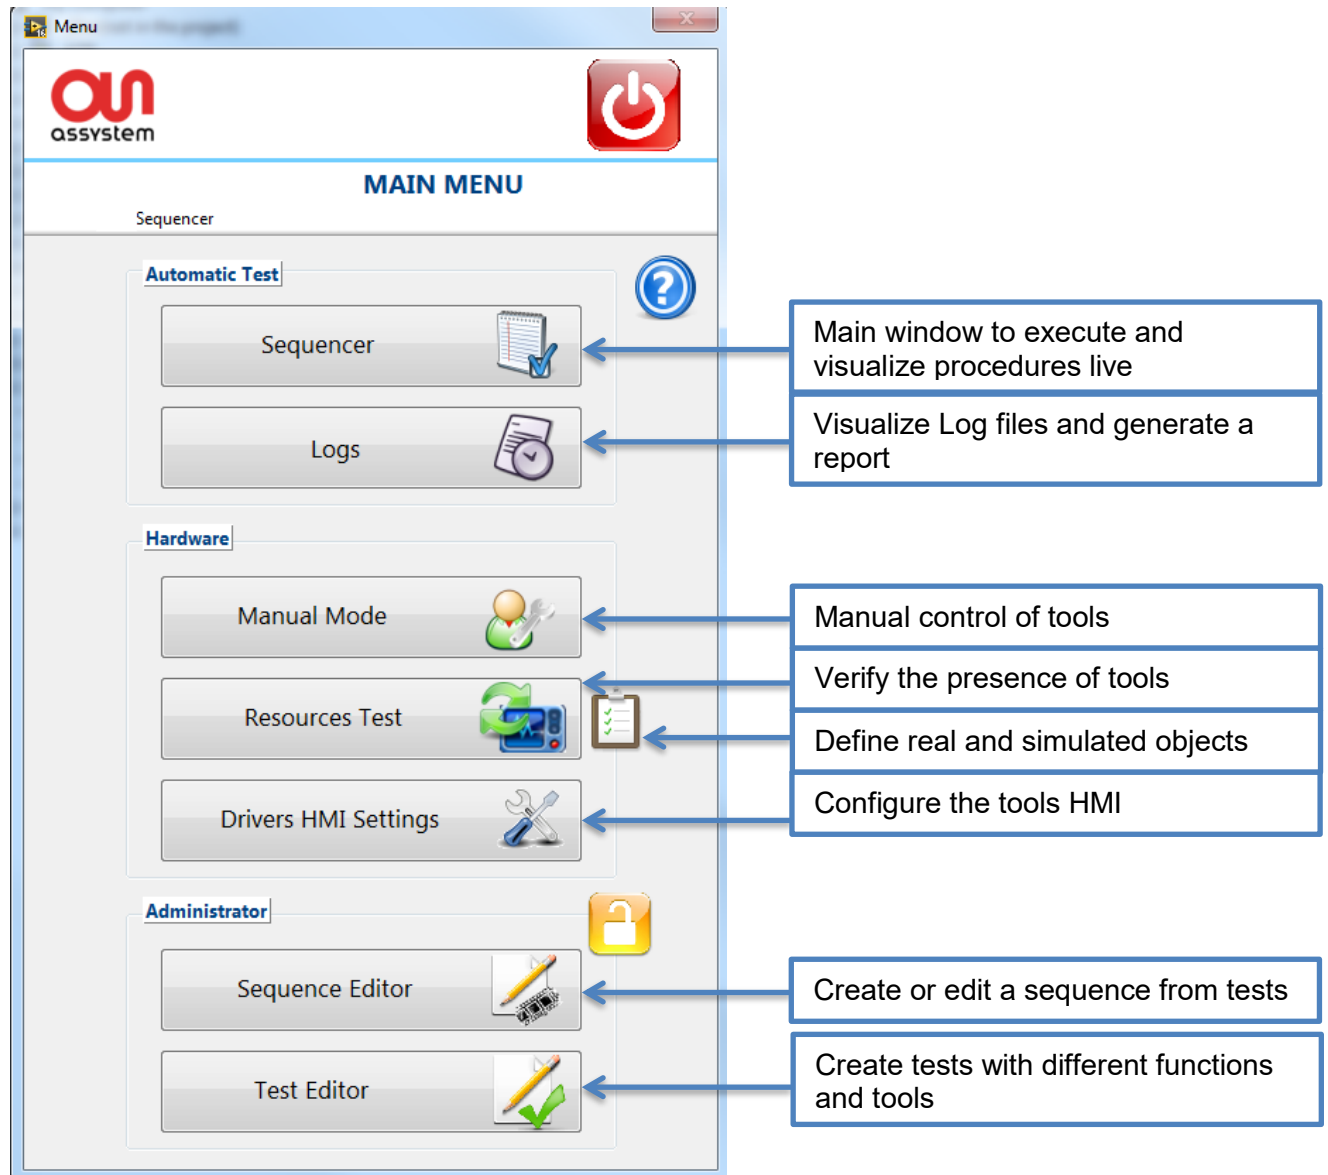 Menu
assystem
MAIN MENU
Sequencer
Automatic Test
Sequencer
Main window to execute and
visualize procedures live
Logs
Visualize Log files and generate a
report
Hardware
Manual Mode
Manual control of tools
Verify the presence of tools
Resources Test
Define real and simulated objects
Drivers HMI Settings
Configure the tools HMI
Administrator
Sequence Editor
Create or edit a sequence from tests
Test Editor
Create tests with different functions
and tools